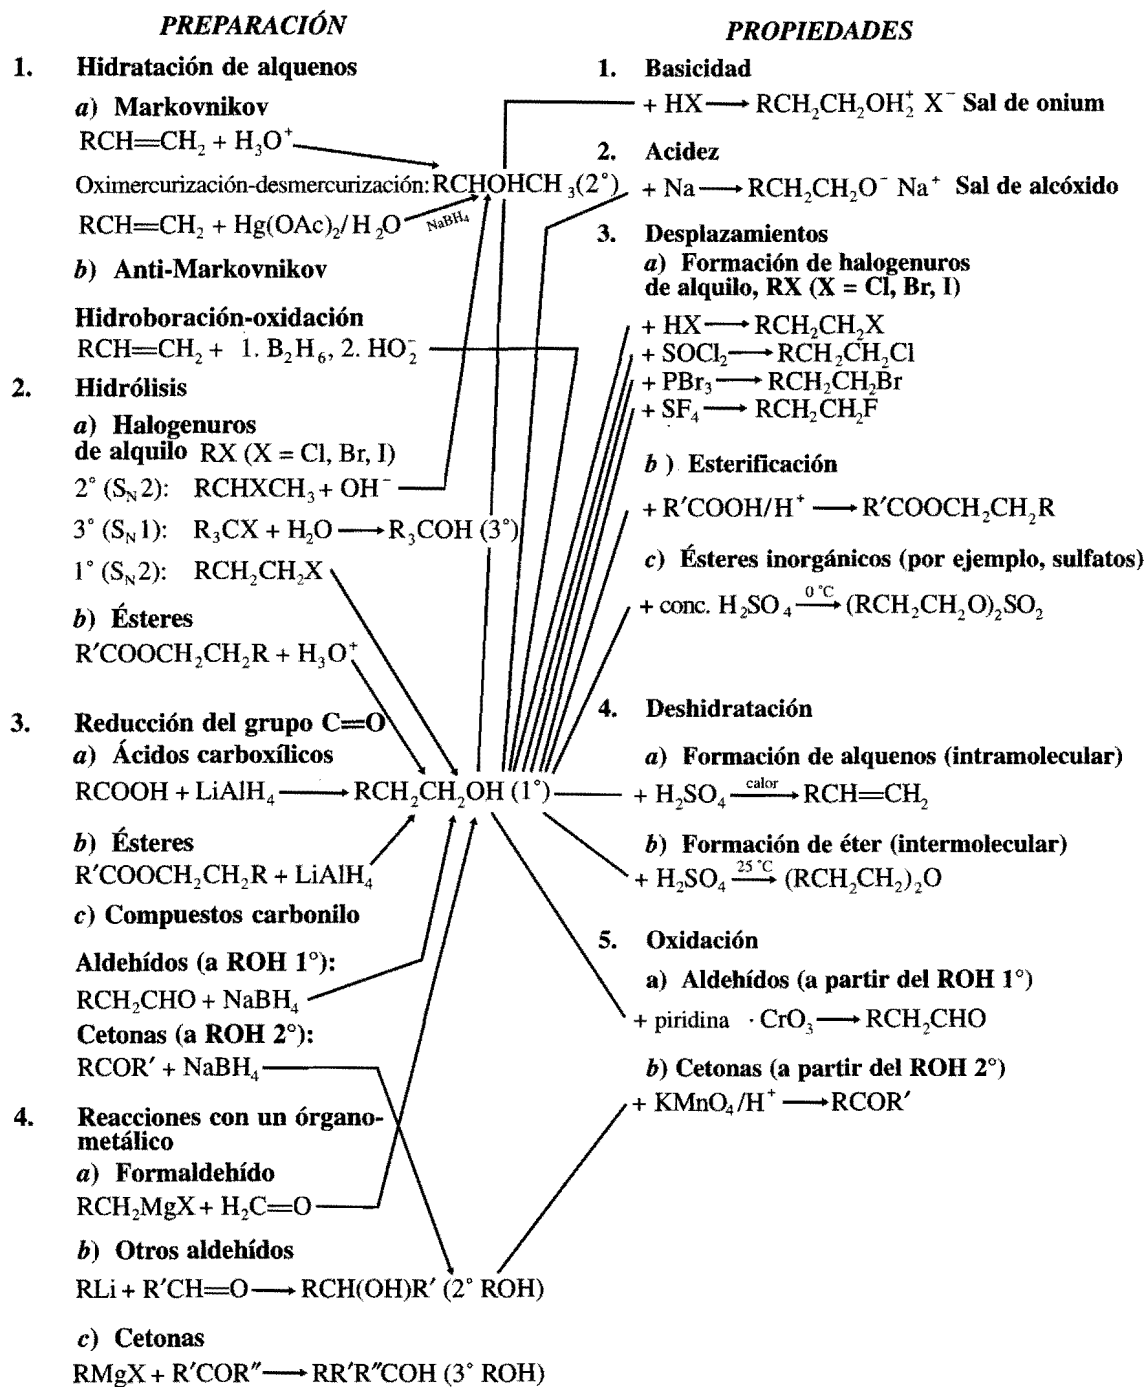 PREPARACIÓN
1. Hidratación de alquenos
a) Markovnikov
RCH=CH₂ + H₃O⁺
Oximercurización-desmercurización: RCHOHCH₃(2°)
RCH=CH₂ + Hg(OAc)₂/H₂O NaBH₄
b) Anti-Markovnikov
Hidroboración-oxidación
RCH=CH₂ + 1. B₂H₆, 2. HO₂⁻
2. Hidrólisis
a) Halogenuros
de alquilo RX (X = Cl, Br, I)
2° (S_N2): RCHXCH₃ + OH⁻
3° (S_N1): R₃CX + H₂O ⟶ R₃COH (3°)
1° (S_N2): RCH₂CH₂X
b) Ésteres
R′COOCH₂CH₂R + H₃O⁺
3. Reducción del grupo C=O
a) Ácidos carboxílicos
RCOOH + LiAlH₄ ⟶ RCH₂CH₂OH (1°)
b) Ésteres
R′COOCH₂CH₂R + LiAlH₄
c) Compuestos carbonilo
Aldehídos (a ROH 1°):
RCH₂CHO + NaBH₄
Cetonas (a ROH 2°):
RCOR′ + NaBH₄
4. Reacciones con un órgano-
metálico
a) Formaldehído
RCH₂MgX + H₂C=O
b) Otros aldehídos
RLi + R′CH=O ⟶ RCH(OH)R′ (2° ROH)
c) Cetonas
RMgX + R′COR″ ⟶ RR′R″COH (3° ROH)
PROPIEDADES
1. Basicidad
+ HX ⟶ RCH₂CH₂OH₂⁺ X⁻ Sal de onium
2. Acidez
+ Na ⟶ RCH₂CH₂O⁻ Na⁺ Sal de alcóxido
3. Desplazamientos
a) Formación de halogenuros
de alquilo, RX (X = Cl, Br, I)
+ HX ⟶ RCH₂CH₂X
+ SOCl₂ ⟶ RCH₂CH₂Cl
+ PBr₃ ⟶ RCH₂CH₂Br
+ SF₄ ⟶ RCH₂CH₂F
b) Esterificación
+ R′COOH/H⁺ ⟶ R′COOCH₂CH₂R
c) Ésteres inorgánicos (por ejemplo, sulfatos)
+ conc. H₂SO₄ 0 °C ⟶ (RCH₂CH₂O)₂SO₂
4. Deshidratación
a) Formación de alquenos (intramolecular)
+ H₂SO₄ calor ⟶ RCH=CH₂
b) Formación de éter (intermolecular)
+ H₂SO₄ 25 °C ⟶ (RCH₂CH₂)₂O
5. Oxidación
a) Aldehídos (a partir del ROH 1°)
+ piridina · CrO₃ ⟶ RCH₂CHO
b) Cetonas (a partir del ROH 2°)
+ KMnO₄/H⁺ ⟶ RCOR′